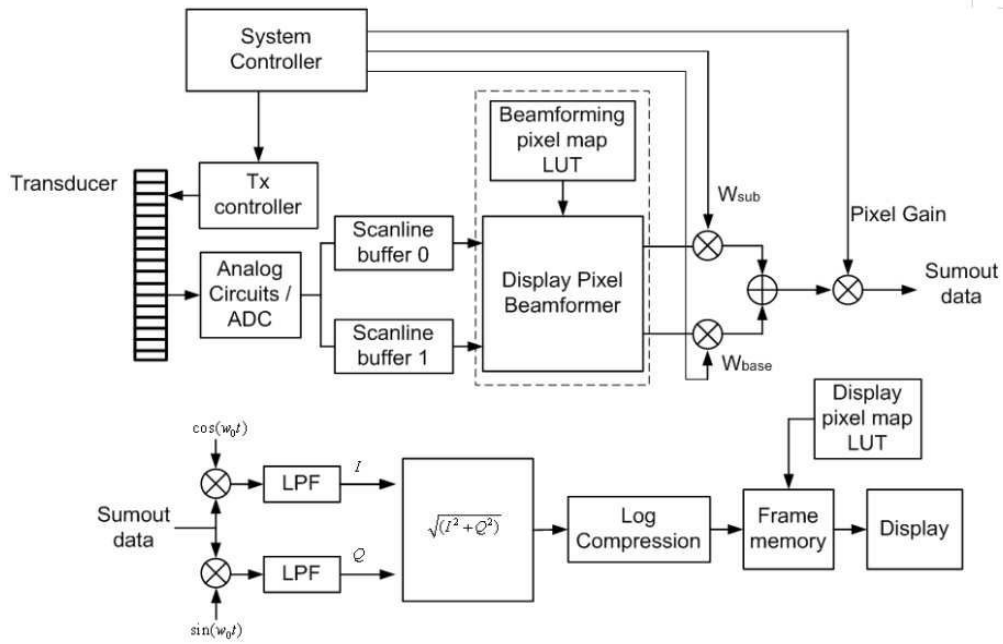 System
Controller
Beamforming
pixel map
LUT
Transducer
Tx
controller
Wsub
Pixel Gain
Scanline
buffer 0
Analog
Circuits /
ADC
Display Pixel
Beamformer
Sumout
data
Scanline
buffer 1
Wbase
Display
pixel map
LUT
cos(w₀t)
LPF
I
Sumout
data
√(I²+Q²)
Log
Compression
Frame
memory
Display
LPF
Q
sin(w₀t)